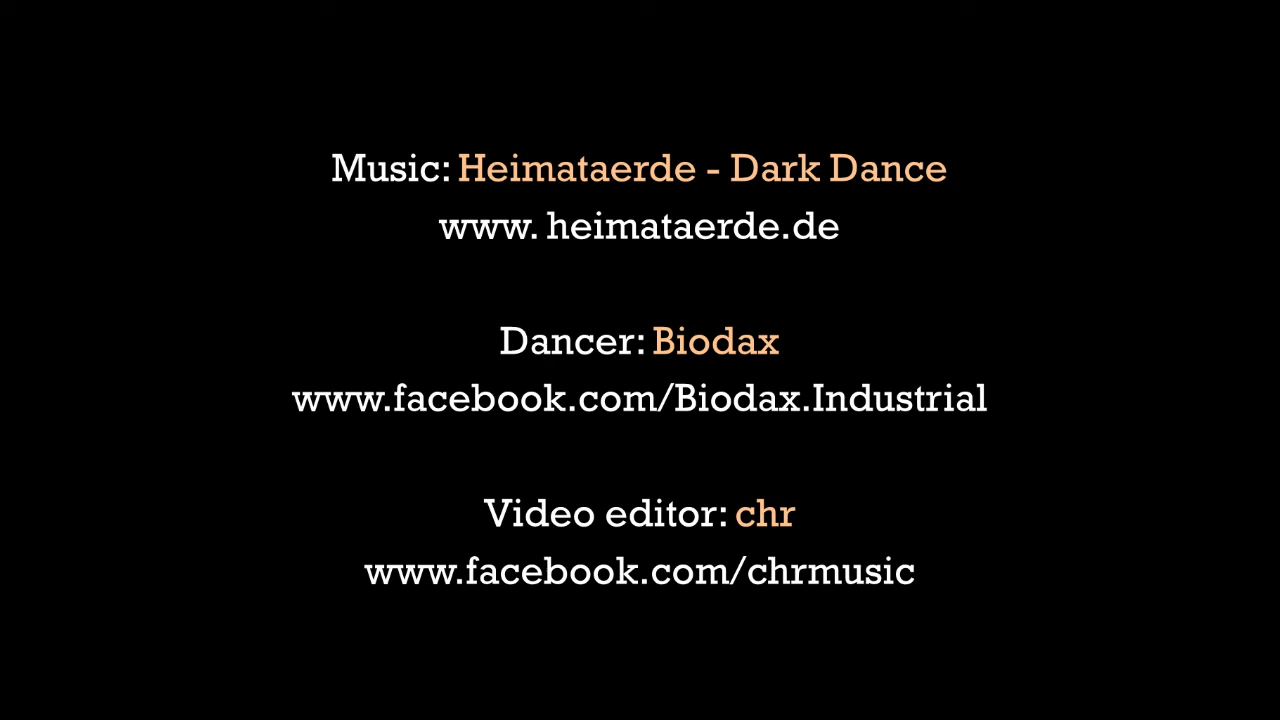 Music: Heimataerde - Dark Dance
www. heimataerde.de
Dancer: Biodax
www.facebook.com/Biodax.Industrial
Video editor: chr
www.facebook.com/chrmusic